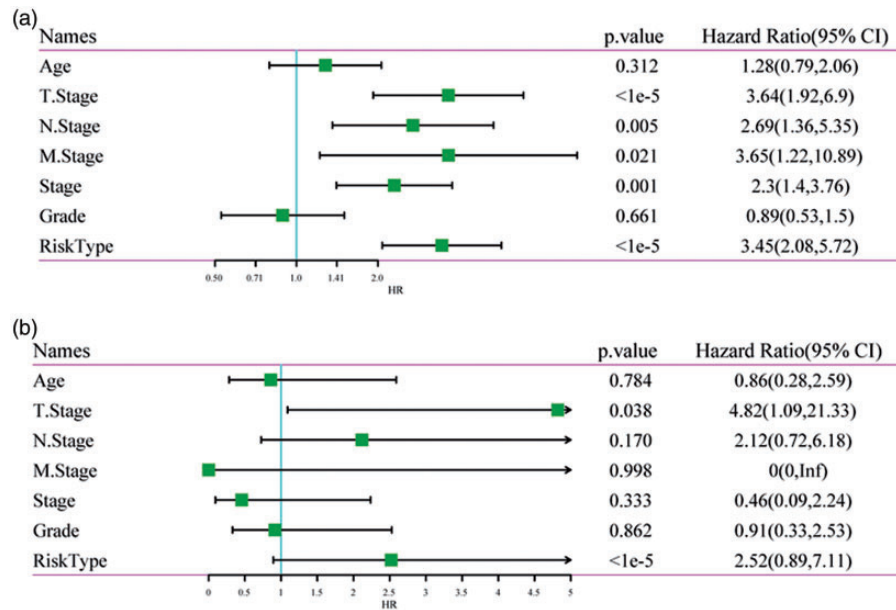 (a)
Names p.value Hazard Ratio(95% CI)
Age 0.312 1.28(0.79,2.06)
T.Stage <1e-5 3.64(1.92,6.9)
N.Stage 0.005 2.69(1.36,5.35)
M.Stage 0.021 3.65(1.22,10.89)
Stage 0.001 2.3(1.4,3.76)
Grade 0.661 0.89(0.53,1.5)
RiskType <1e-5 3.45(2.08,5.72)
0.50 0.71 1.0 1.41 2.0
HR
(b)
Names p.value Hazard Ratio(95% CI)
Age 0.784 0.86(0.28,2.59)
T.Stage 0.038 4.82(1.09,21.33)
N.Stage 0.170 2.12(0.72,6.18)
M.Stage 0.998 0(0,Inf)
Stage 0.333 0.46(0.09,2.24)
Grade 0.862 0.91(0.33,2.53)
RiskType <1e-5 2.52(0.89,7.11)
0 0.5 1 1.5 2 2.5 3 3.5 4 4.5 5
HR